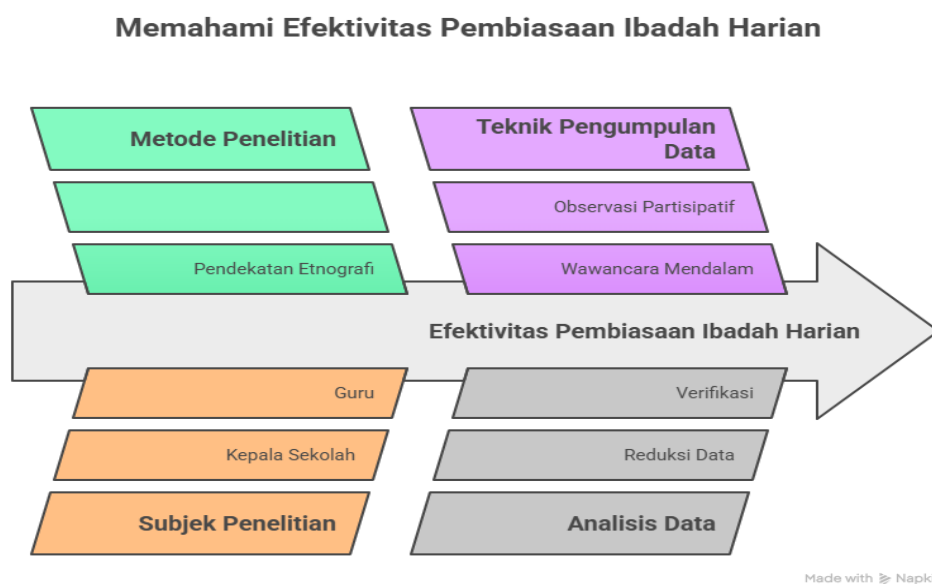 Memahami Efektivitas Pembiasaan Ibadah Harian
Metode Penelitian
Teknik Pengumpulan
Data
Observasi Partisipatif
Pendekatan Etnografi
Wawancara Mendalam
Efektivitas Pembiasaan Ibadah Harian
Guru
Verifikasi
Kepala Sekolah
Reduksi Data
Subjek Penelitian
Analisis Data
Made with Napk